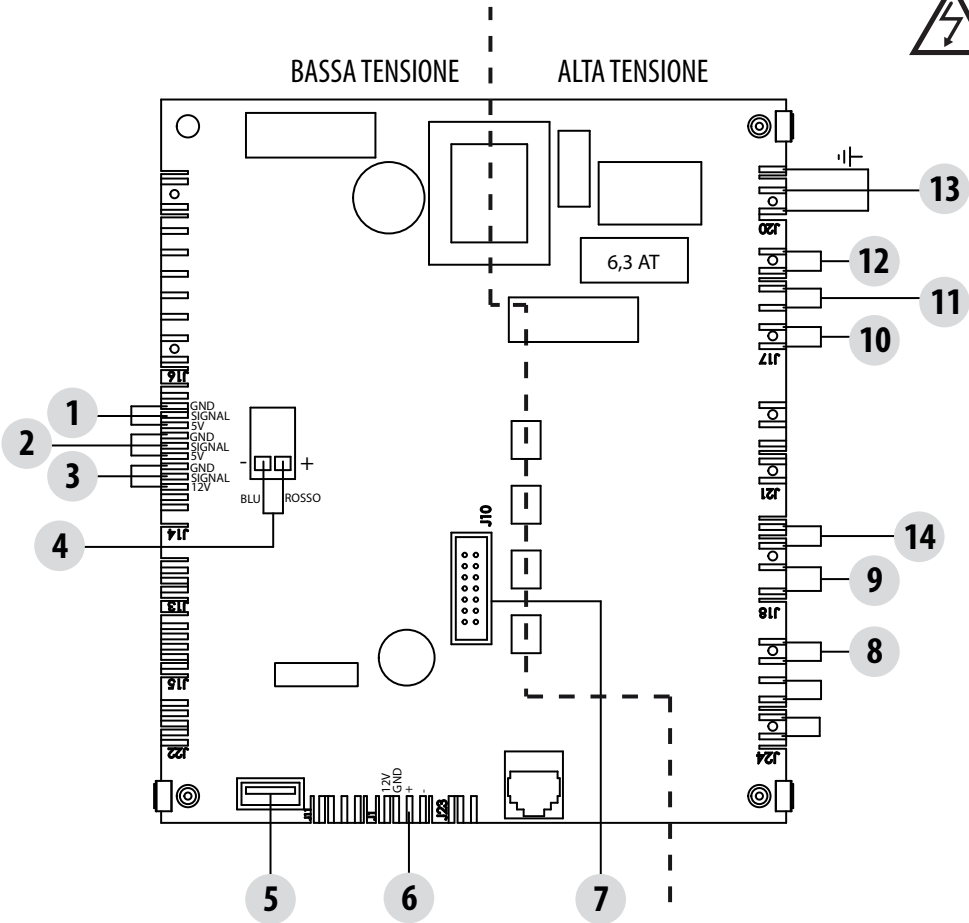 BASSA TENSIONE
ALTA TENSIONE
13
J20
6,3 AT
12
11
10
J17
J16
1
GND
SIGNAL
5V
2
GND
SIGNAL
5V
3
GND
SIGNAL
12V
-
+
BLU
ROSSO
4
J14
J10
J21
14
9
J18
J13
8
J15
J22
J24
12V
GND
+
-
J11
J1
J23
5
6
7